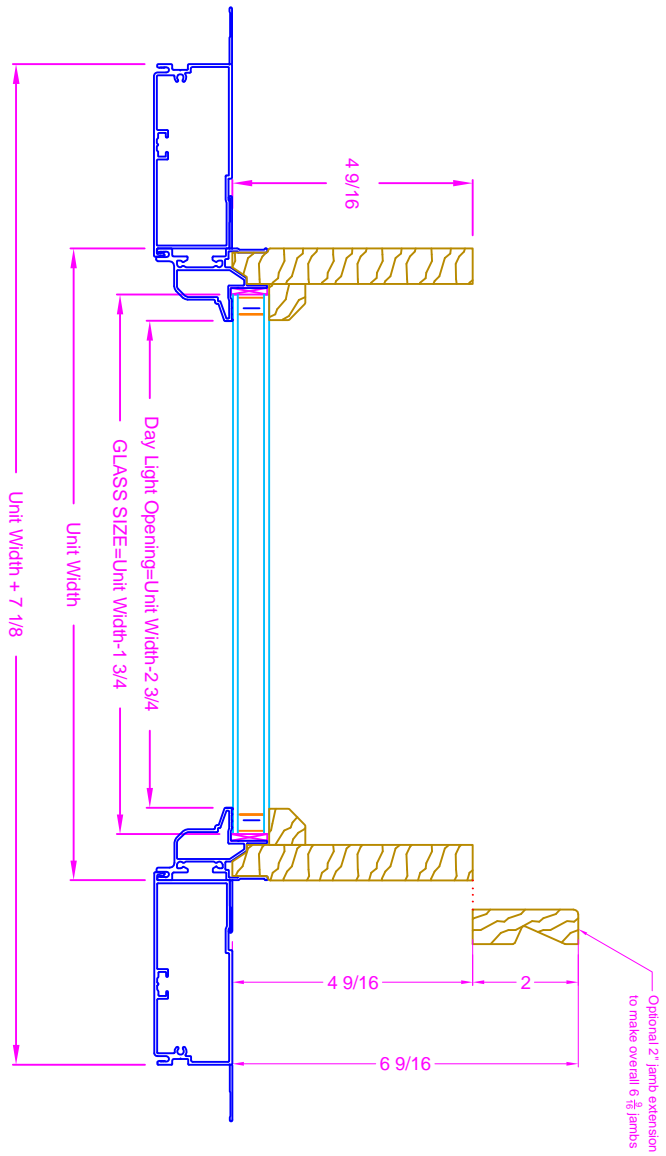 4 9/16
Day Light Opening=Unit Width-2 3/4
GLASS SIZE=Unit Width-1 3/4
Unit Width
Unit Width + 7 1/8
4 9/16
2
6 9/16
Optional 2" jamb extension
to make overall 6 9/16 jambs